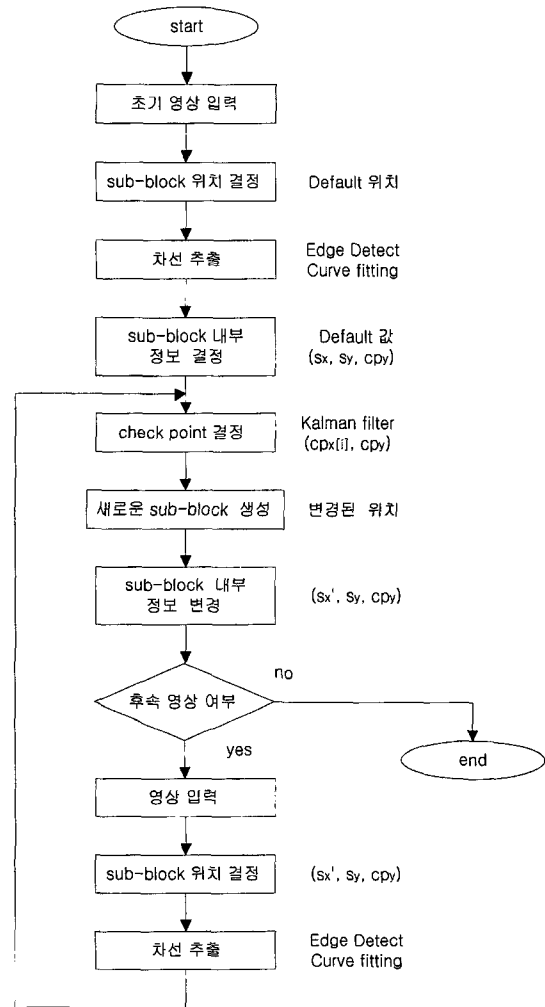 start
초기 영상 입력
sub-block 위치 결정
Default 위치
차선 추출
Edge Detect
Curve fitting
sub-block 내부
정보 결정
Default 값
(sx, sy, cpy)
check point 결정
Kalman filter
(cpx[i], cpy)
새로운 sub-block 생성
변경된 위치
sub-block 내부
정보 변경
(sx', sy, cpy)
후속 영상 여부
no
yes
end
영상 입력
sub-block 위치 결정
(sx', sy, cpy)
차선 추출
Edge Detect
Curve fitting